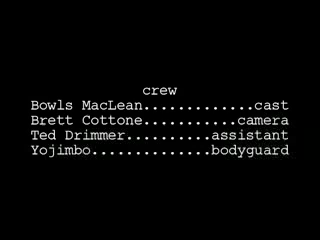 crew
Bowls MacLean.............cast
Brett Cottone...........camera
Ted Drimmer..........assistant
Yojimbo..............bodyguard